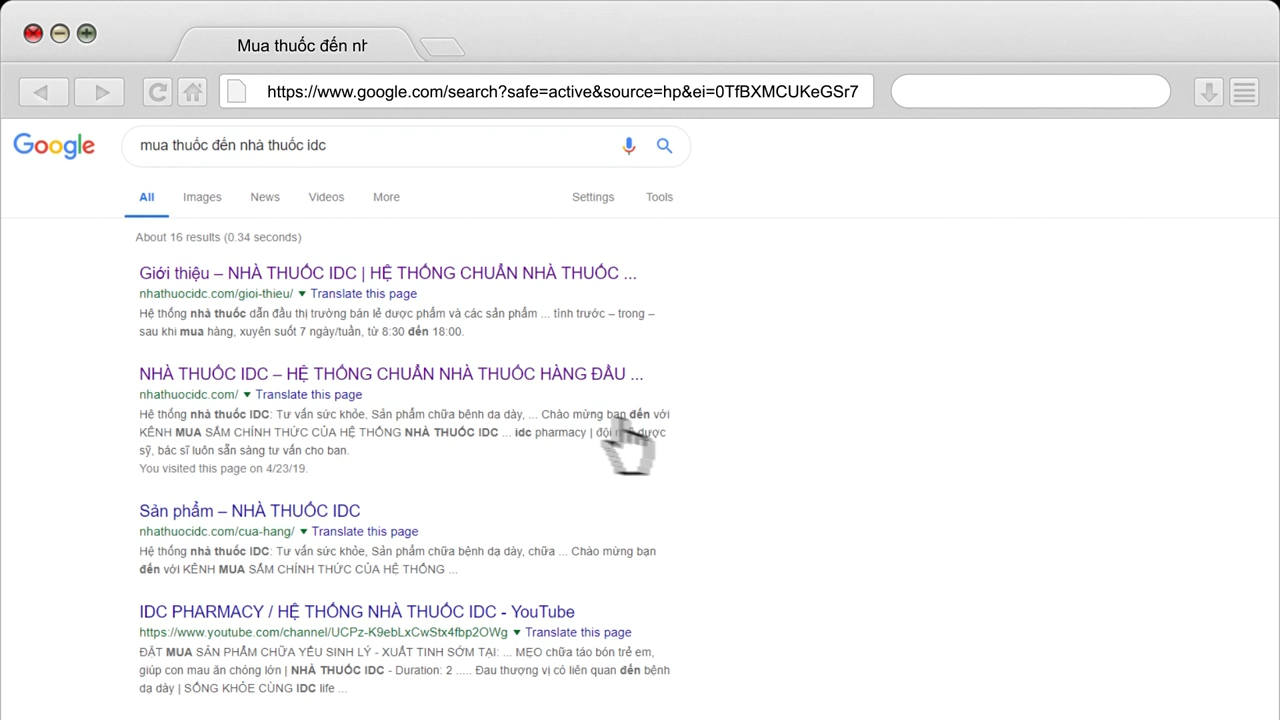 Mua thuốc đến nh
https://www.google.com/search?safe=active&source=hp&ei=0TfBXMCUKeGSr7
Google
mua thuốc đến nhà thuốc idc
All Images News Videos More Settings Tools
About 16 results (0.34 seconds)
Giới thiệu – NHÀ THUỐC IDC | HỆ THỐNG CHUẨN NHÀ THUỐC ...
nhathuocidc.com/gioi-thieu/ ▼ Translate this page
Hệ thống nhà thuốc dẫn đầu thị trường bán lẻ dược phẩm và các sản phẩm ... tình trước – trong –
sau khi mua hàng, xuyên suốt 7 ngày/tuần, từ 8:30 đến 18:00.
NHÀ THUỐC IDC – HỆ THỐNG CHUẨN NHÀ THUỐC HÀNG ĐẦU ...
nhathuocidc.com/ ▼ Translate this page
Hệ thống nhà thuốc IDC: Tư vấn sức khỏe, Sản phẩm chữa bệnh dạ dày, ... Chào mừng bạn đến với
KÊNH MUA SẮM CHÍNH THỨC CỦA HỆ THỐNG NHÀ THUỐC IDC ... idc pharmacy | đội dược
sỹ, bác sĩ luôn sẵn sàng tư vấn cho bạn.
You visited this page on 4/23/19.
Sản phẩm – NHÀ THUỐC IDC
nhathuocidc.com/cua-hang/ ▼ Translate this page
Hệ thống nhà thuốc IDC: Tư vấn sức khỏe, Sản phẩm chữa bệnh dạ dày, chữa ... Chào mừng bạn
đến với KÊNH MUA SẮM CHÍNH THỨC CỦA HỆ THỐNG ...
IDC PHARMACY / HỆ THỐNG NHÀ THUỐC IDC - YouTube
https://www.youtube.com/channel/UCPz-K9ebLxCwStx4fbp2OWg ▼ Translate this page
ĐẶT MUA SẢN PHẨM CHỮA YẾU SINH LÝ - XUẤT TINH SỚM TẠI: ... MẸO chữa táo bón trẻ em,
giúp con mau ăn chóng lớn | NHÀ THUỐC IDC - Duration: 2 ..... Đau thượng vị có liên quan đến bệnh
dạ dày | SỐNG KHỎE CÙNG IDC life ...